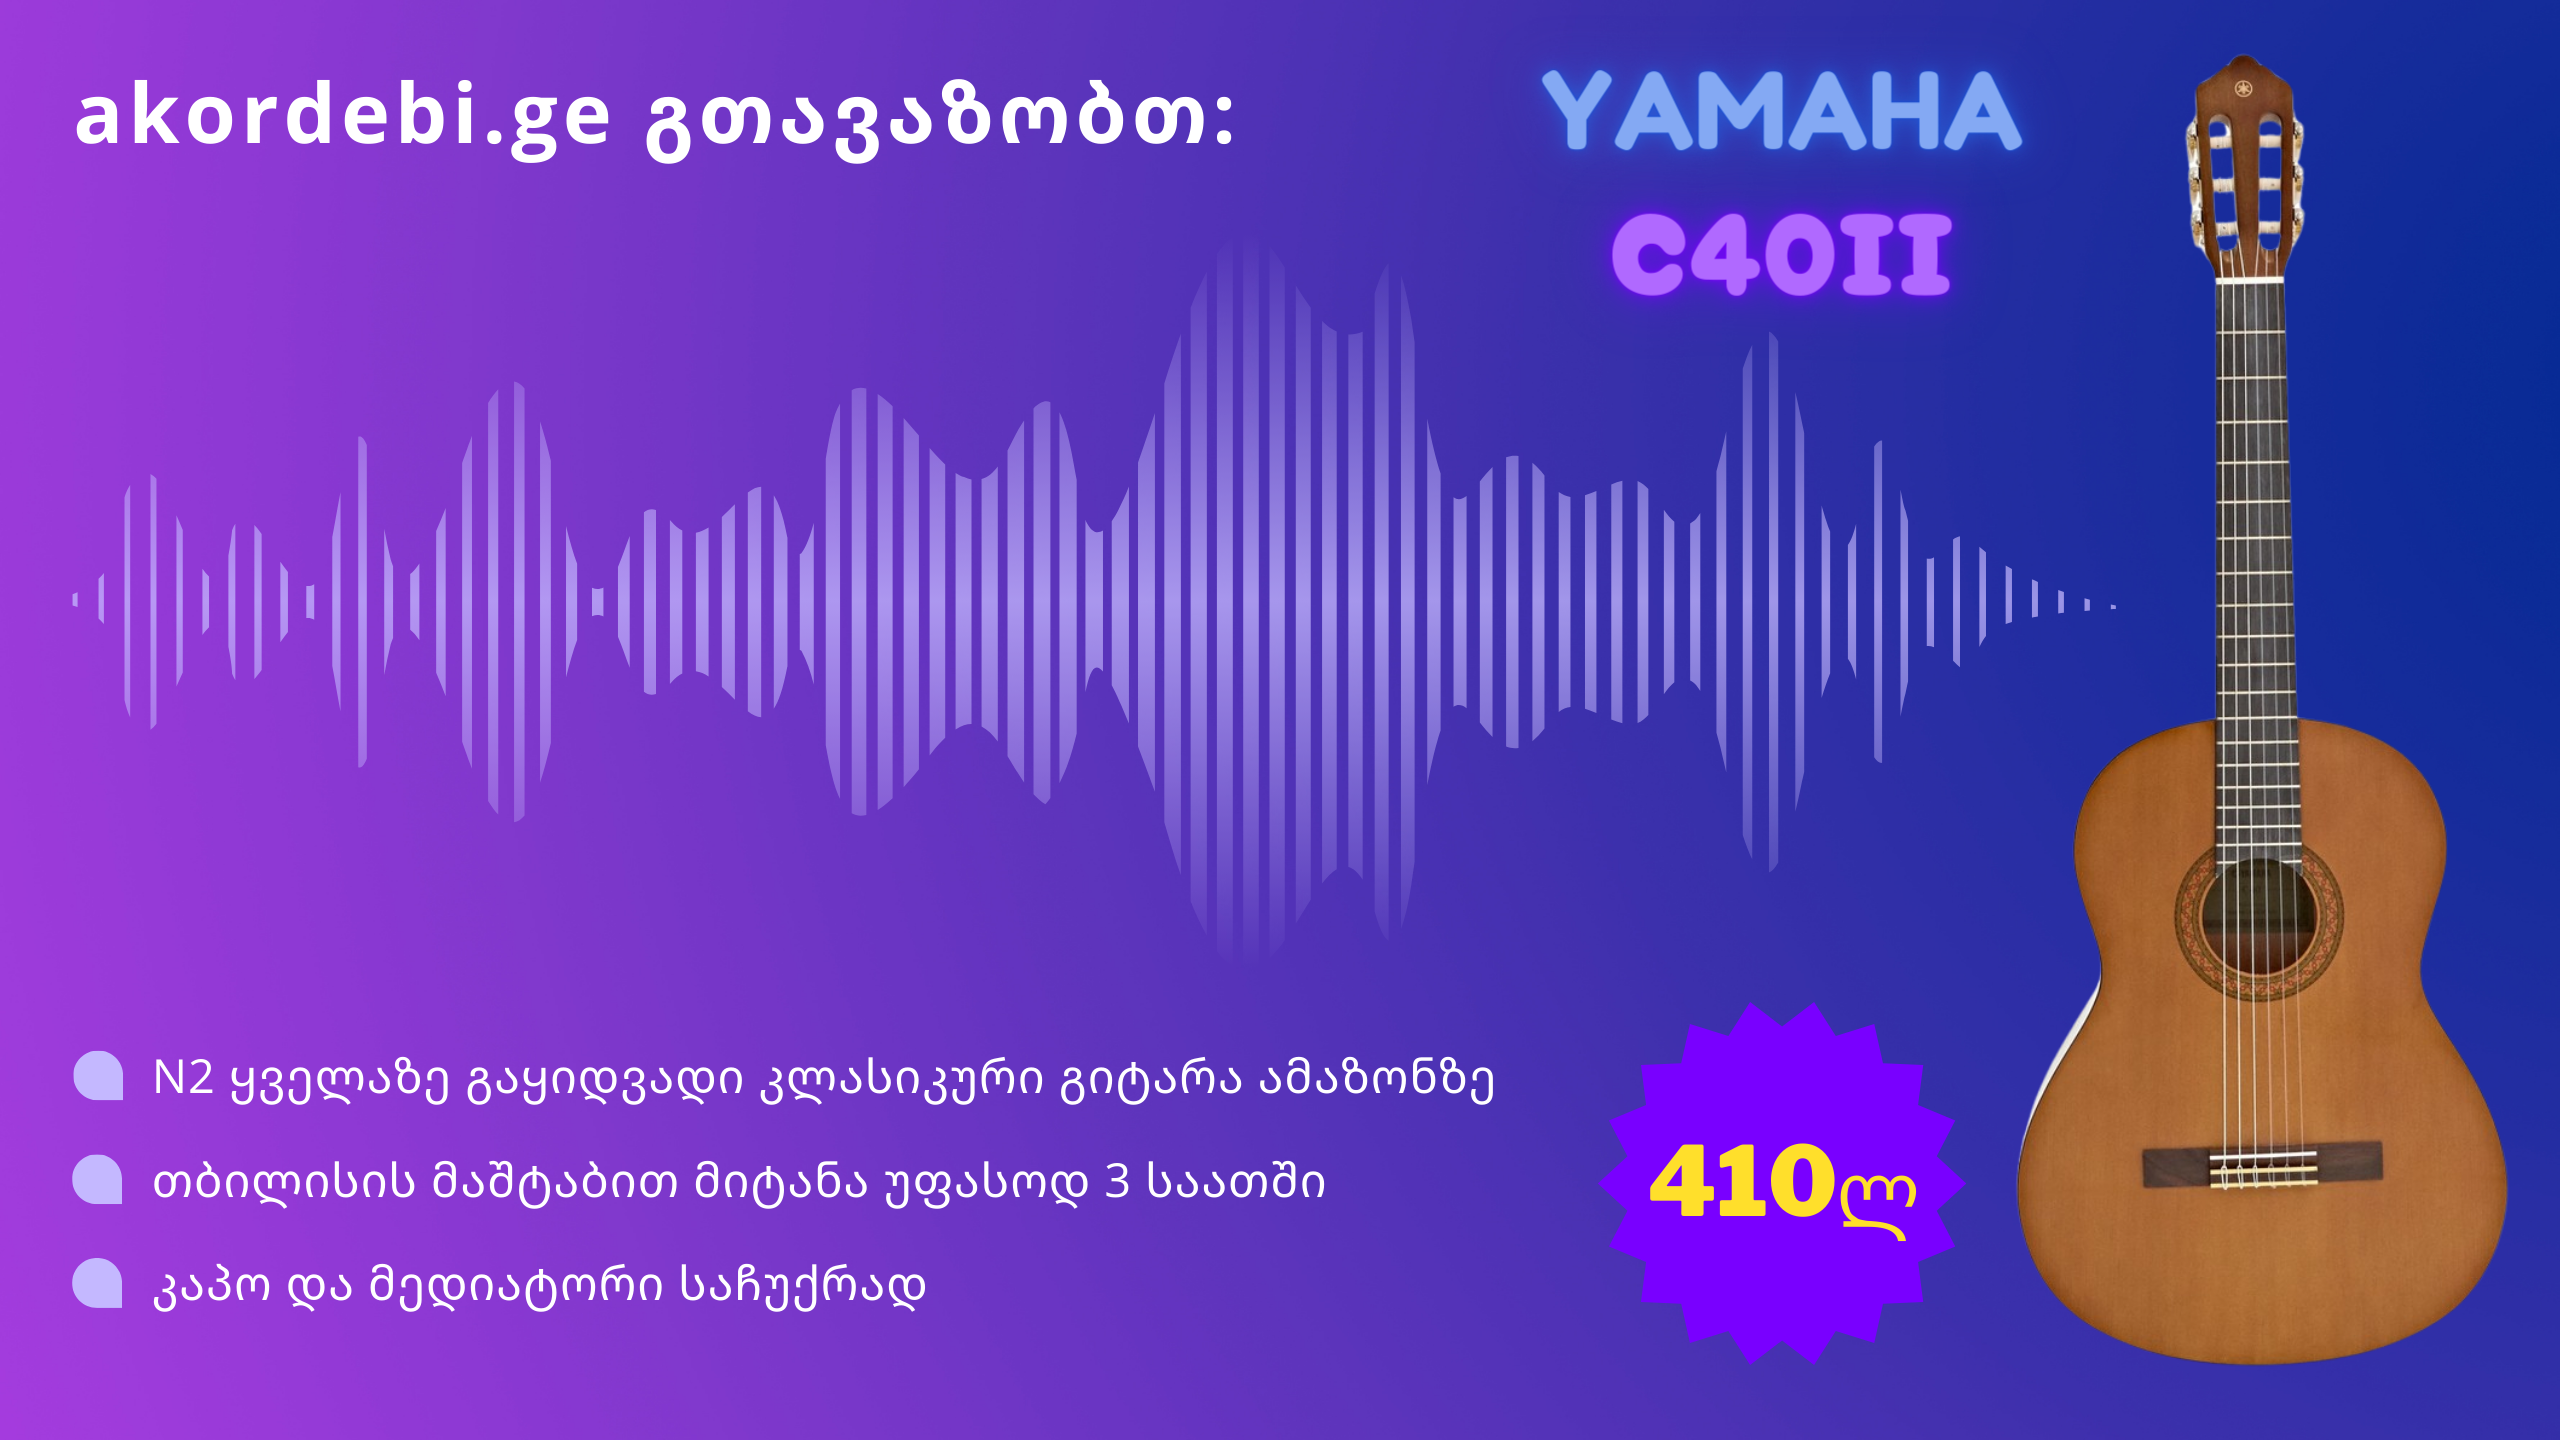 akordebi.ge გთავაზობთ:
YAMAHA
C40II
N2 ყველაზე გაყიდვადი კლასიკური გიტარა ამაზონზე
თბილისის მაშტაბით მიტანა უფასოდ 3 საათში
კაპო და მედიატორი საჩუქრად
410ლ